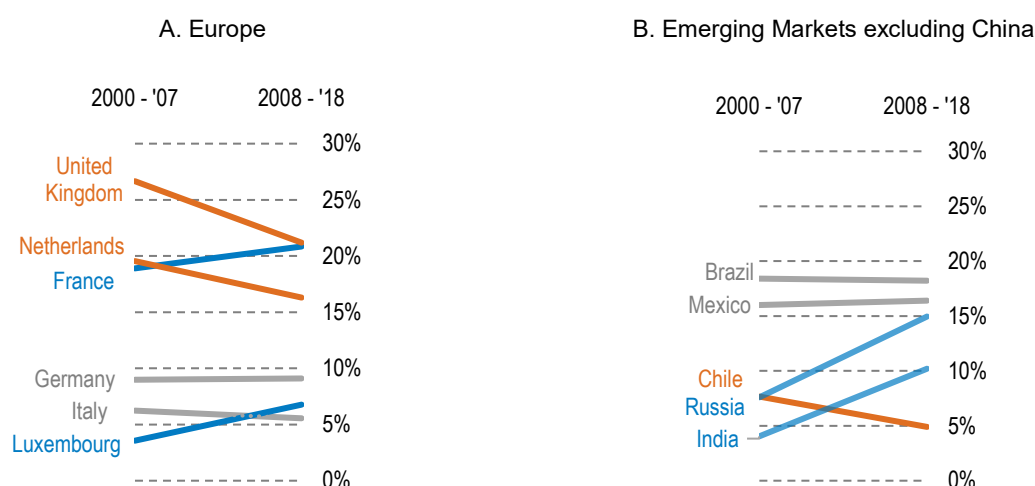 A. Europe
2000 - '07
2008 - '18
30%
United
Kingdom
25%
Netherlands
20%
France
15%
10%
Germany
Italy
5%
Luxembourg
0%
B. Emerging Markets excluding China
2000 - '07
2008 - '18
30%
25%
20%
Brazil
Mexico
15%
Chile
10%
Russia
5%
India
0%